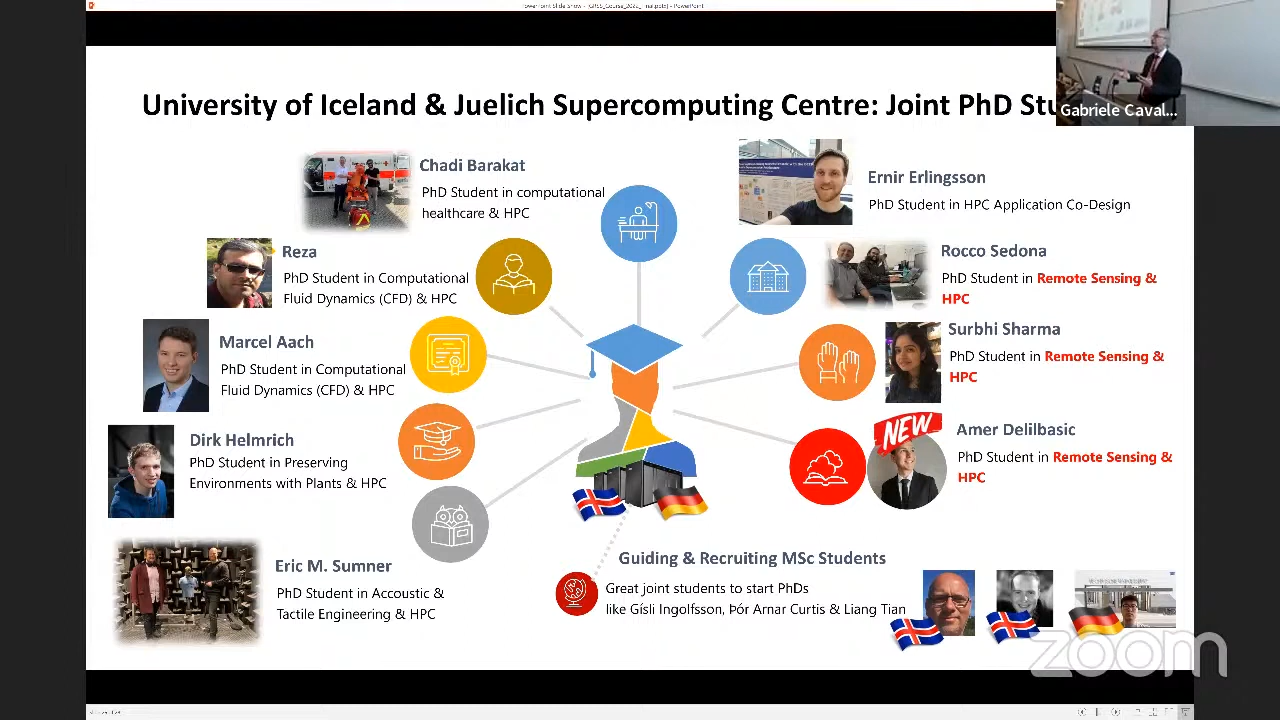 University of Iceland & Juelich Supercomputing Centre: Joint PhD Stu
Gabriele Caval...
Chadi Barakat
PhD Student in computational
healthcare & HPC
Ernir Erlingsson
PhD Student in HPC Application Co-Design
Reza
PhD Student in Computational
Fluid Dynamics (CFD) & HPC
Rocco Sedona
PhD Student in Remote Sensing &
HPC
Marcel Aach
PhD Student in Computational
Fluid Dynamics (CFD) & HPC
Surbhi Sharma
PhD Student in Remote Sensing &
HPC
Dirk Helmrich
PhD Student in Preserving
Environments with Plants & HPC
NEW
Amer Delilbasic
PhD Student in Remote Sensing &
HPC
Eric M. Sumner
PhD Student in Acoustic &
Tactile Engineering & HPC
Guiding & Recruiting MSc Students
Great joint students to start PhDs
like Gísli Ingolfsson, Þór Arnar Curtis & Liang Tian
zoom